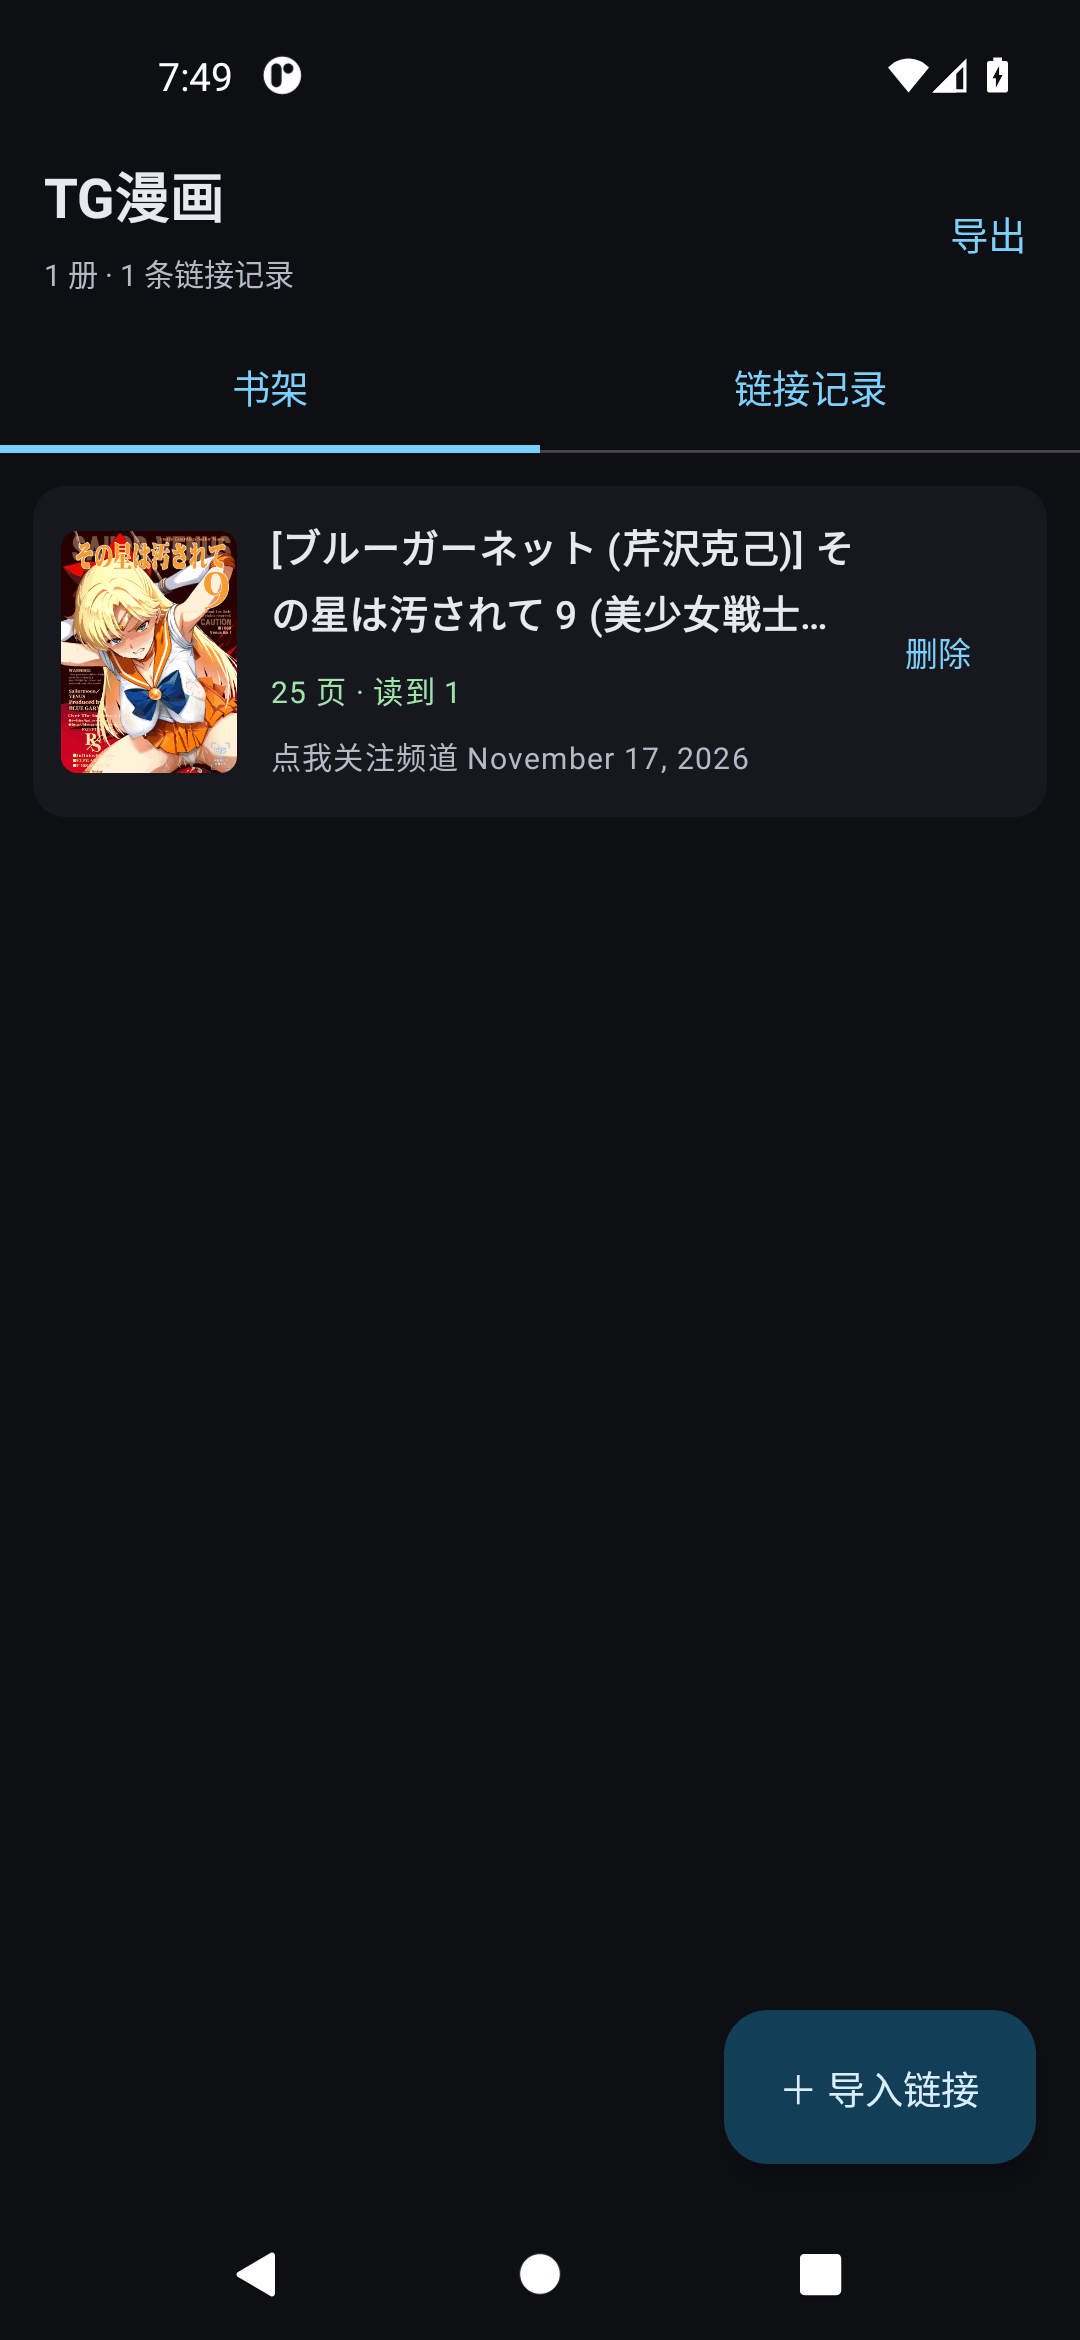 7:49
TG漫画
1 册 · 1 条链接记录
导出
书架
链接记录
その星は汚されて
9
CAUTION
[ブルーガーネット (芹沢克己)] そ
の星は汚されて 9 (美少女戦士…
25 页 · 读到 1
点我关注频道 November 17, 2026
删除
＋ 导入链接